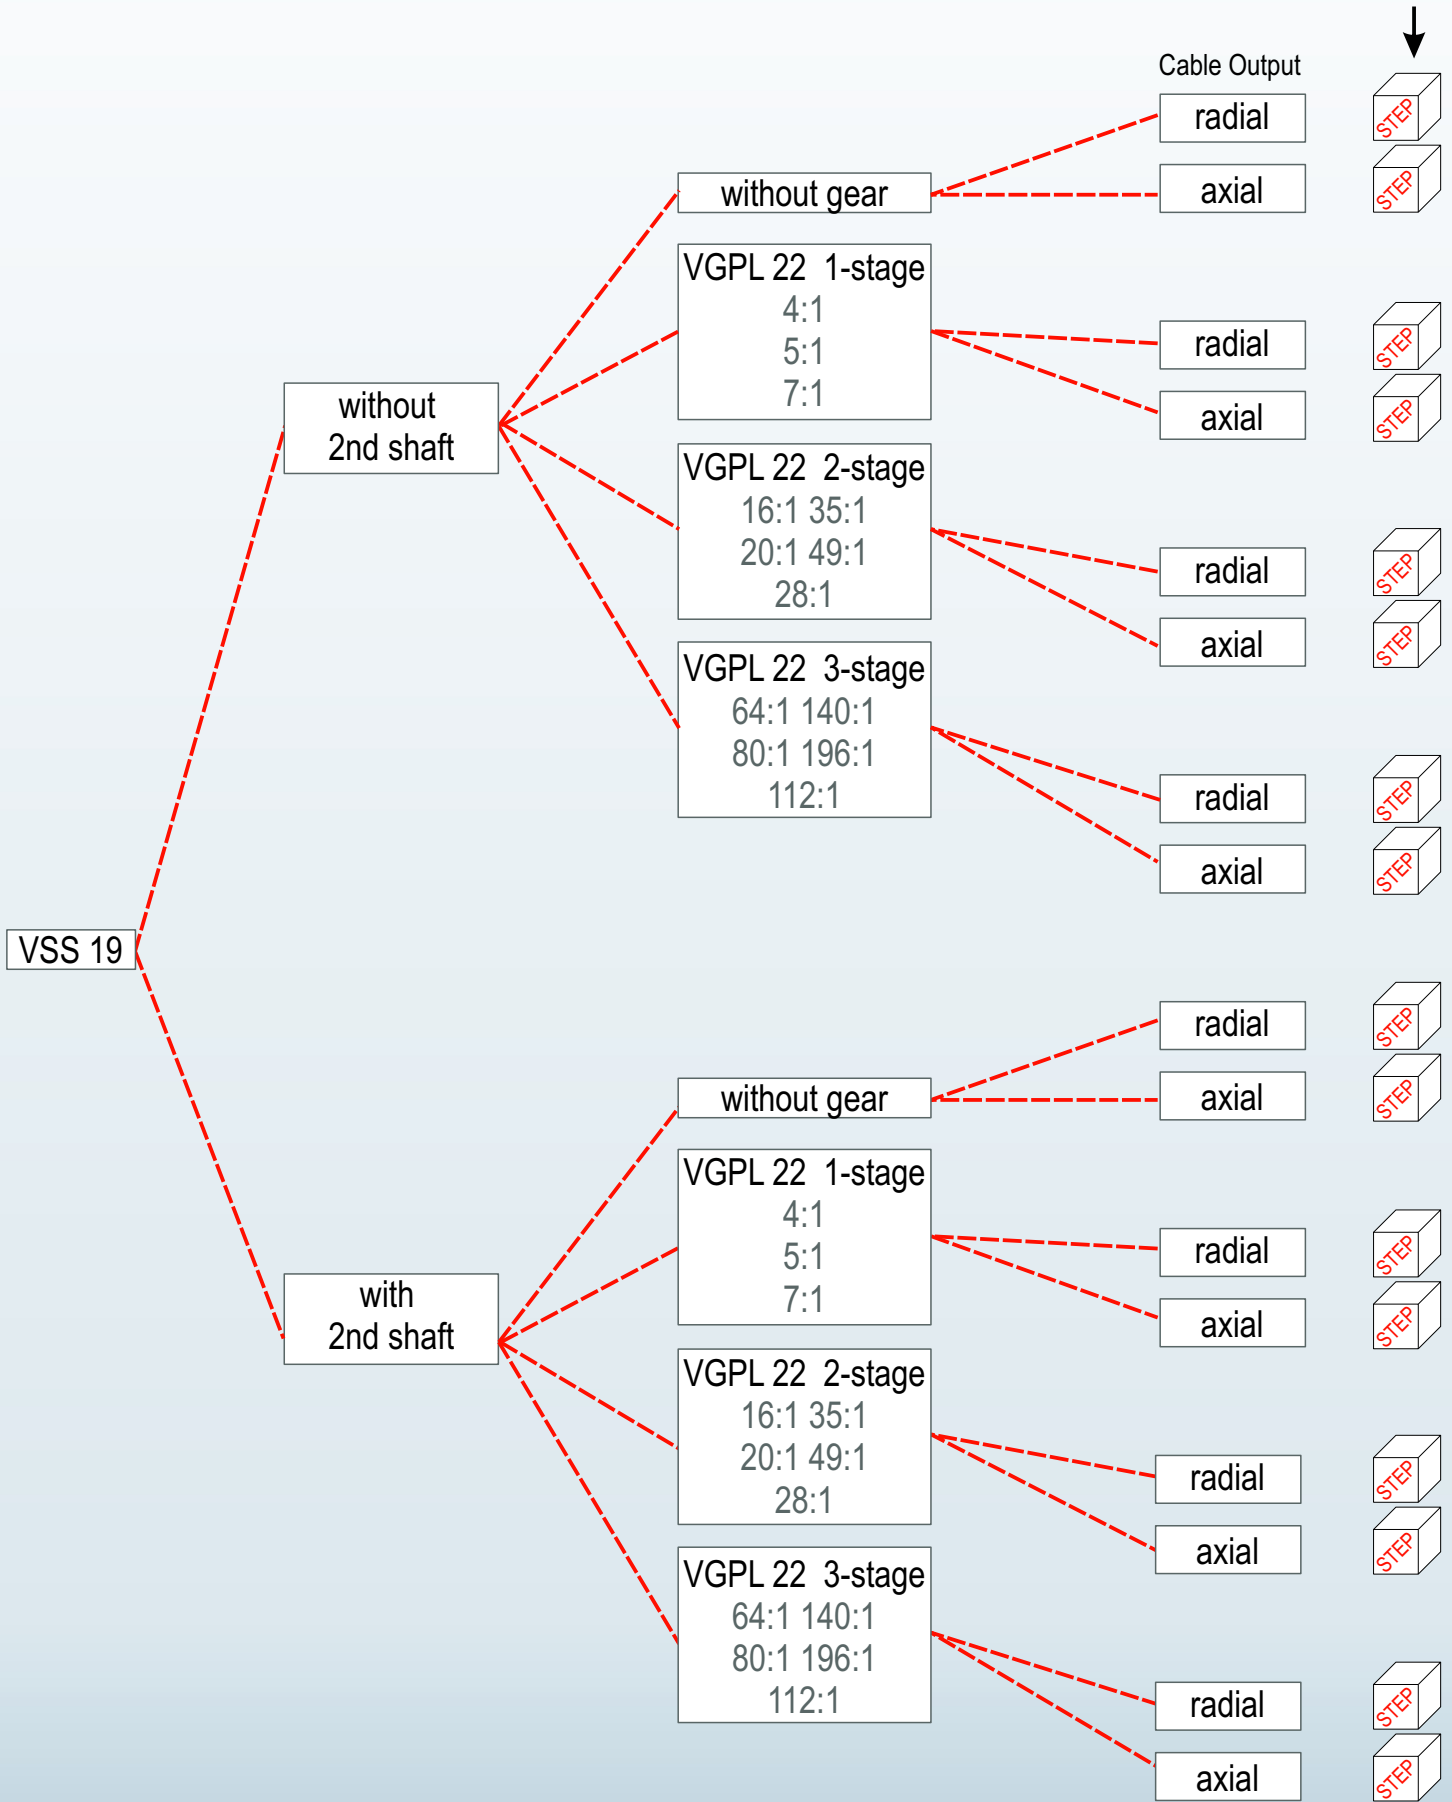 Cable Output
radial
STEP
axial
STEP
without gear
VGPL 22 1-stage
4:1
5:1
7:1
radial
STEP
axial
STEP
without
2nd shaft
VGPL 22 2-stage
16:1 35:1
20:1 49:1
28:1
radial
STEP
axial
STEP
VGPL 22 3-stage
64:1 140:1
80:1 196:1
112:1
radial
STEP
axial
STEP
VSS 19
radial
STEP
axial
STEP
without gear
VGPL 22 1-stage
4:1
5:1
7:1
radial
STEP
axial
STEP
with
2nd shaft
VGPL 22 2-stage
16:1 35:1
20:1 49:1
28:1
radial
STEP
axial
STEP
VGPL 22 3-stage
64:1 140:1
80:1 196:1
112:1
radial
STEP
axial
STEP